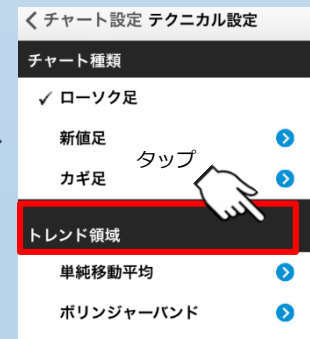 チャート設定 テクニカル設定
チャート種類
✓ ローソク足
新値足
タップ
カギ足
トレンド領域
単純移動平均
ボリンジャーバンド